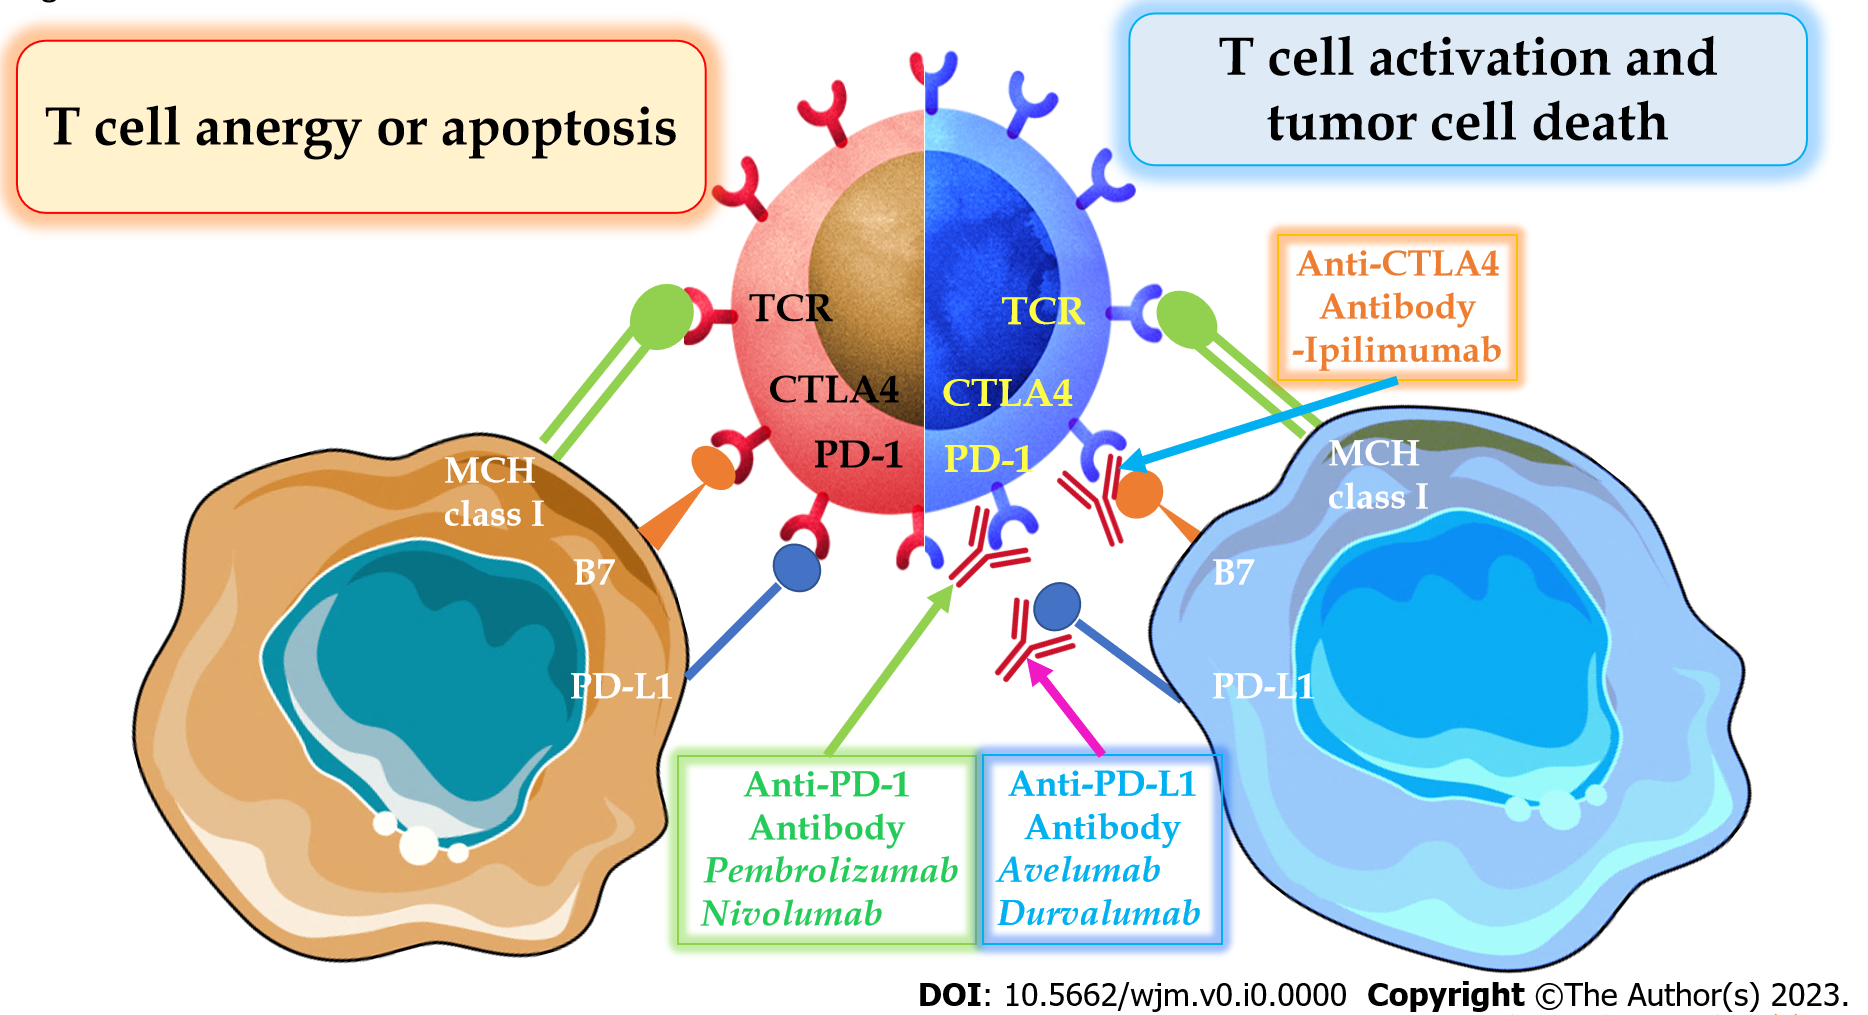 T cell anergy or apoptosis
T cell activation and
tumor cell death
TCR
CTLA4
PD-1
TCR
CTLA4
PD-1
Anti-CTLA4
Antibody
-Ipilimumab
MCH
class I
B7
PD-L1
MCH
class I
B7
PD-L1
Anti-PD-1
Antibody
Pembrolizumab
Nivolumab
Anti-PD-L1
Antibody
Avelumab
Durvalumab
DOI: 10.5662/wjm.v0.i0.0000 Copyright ©The Author(s) 2023.